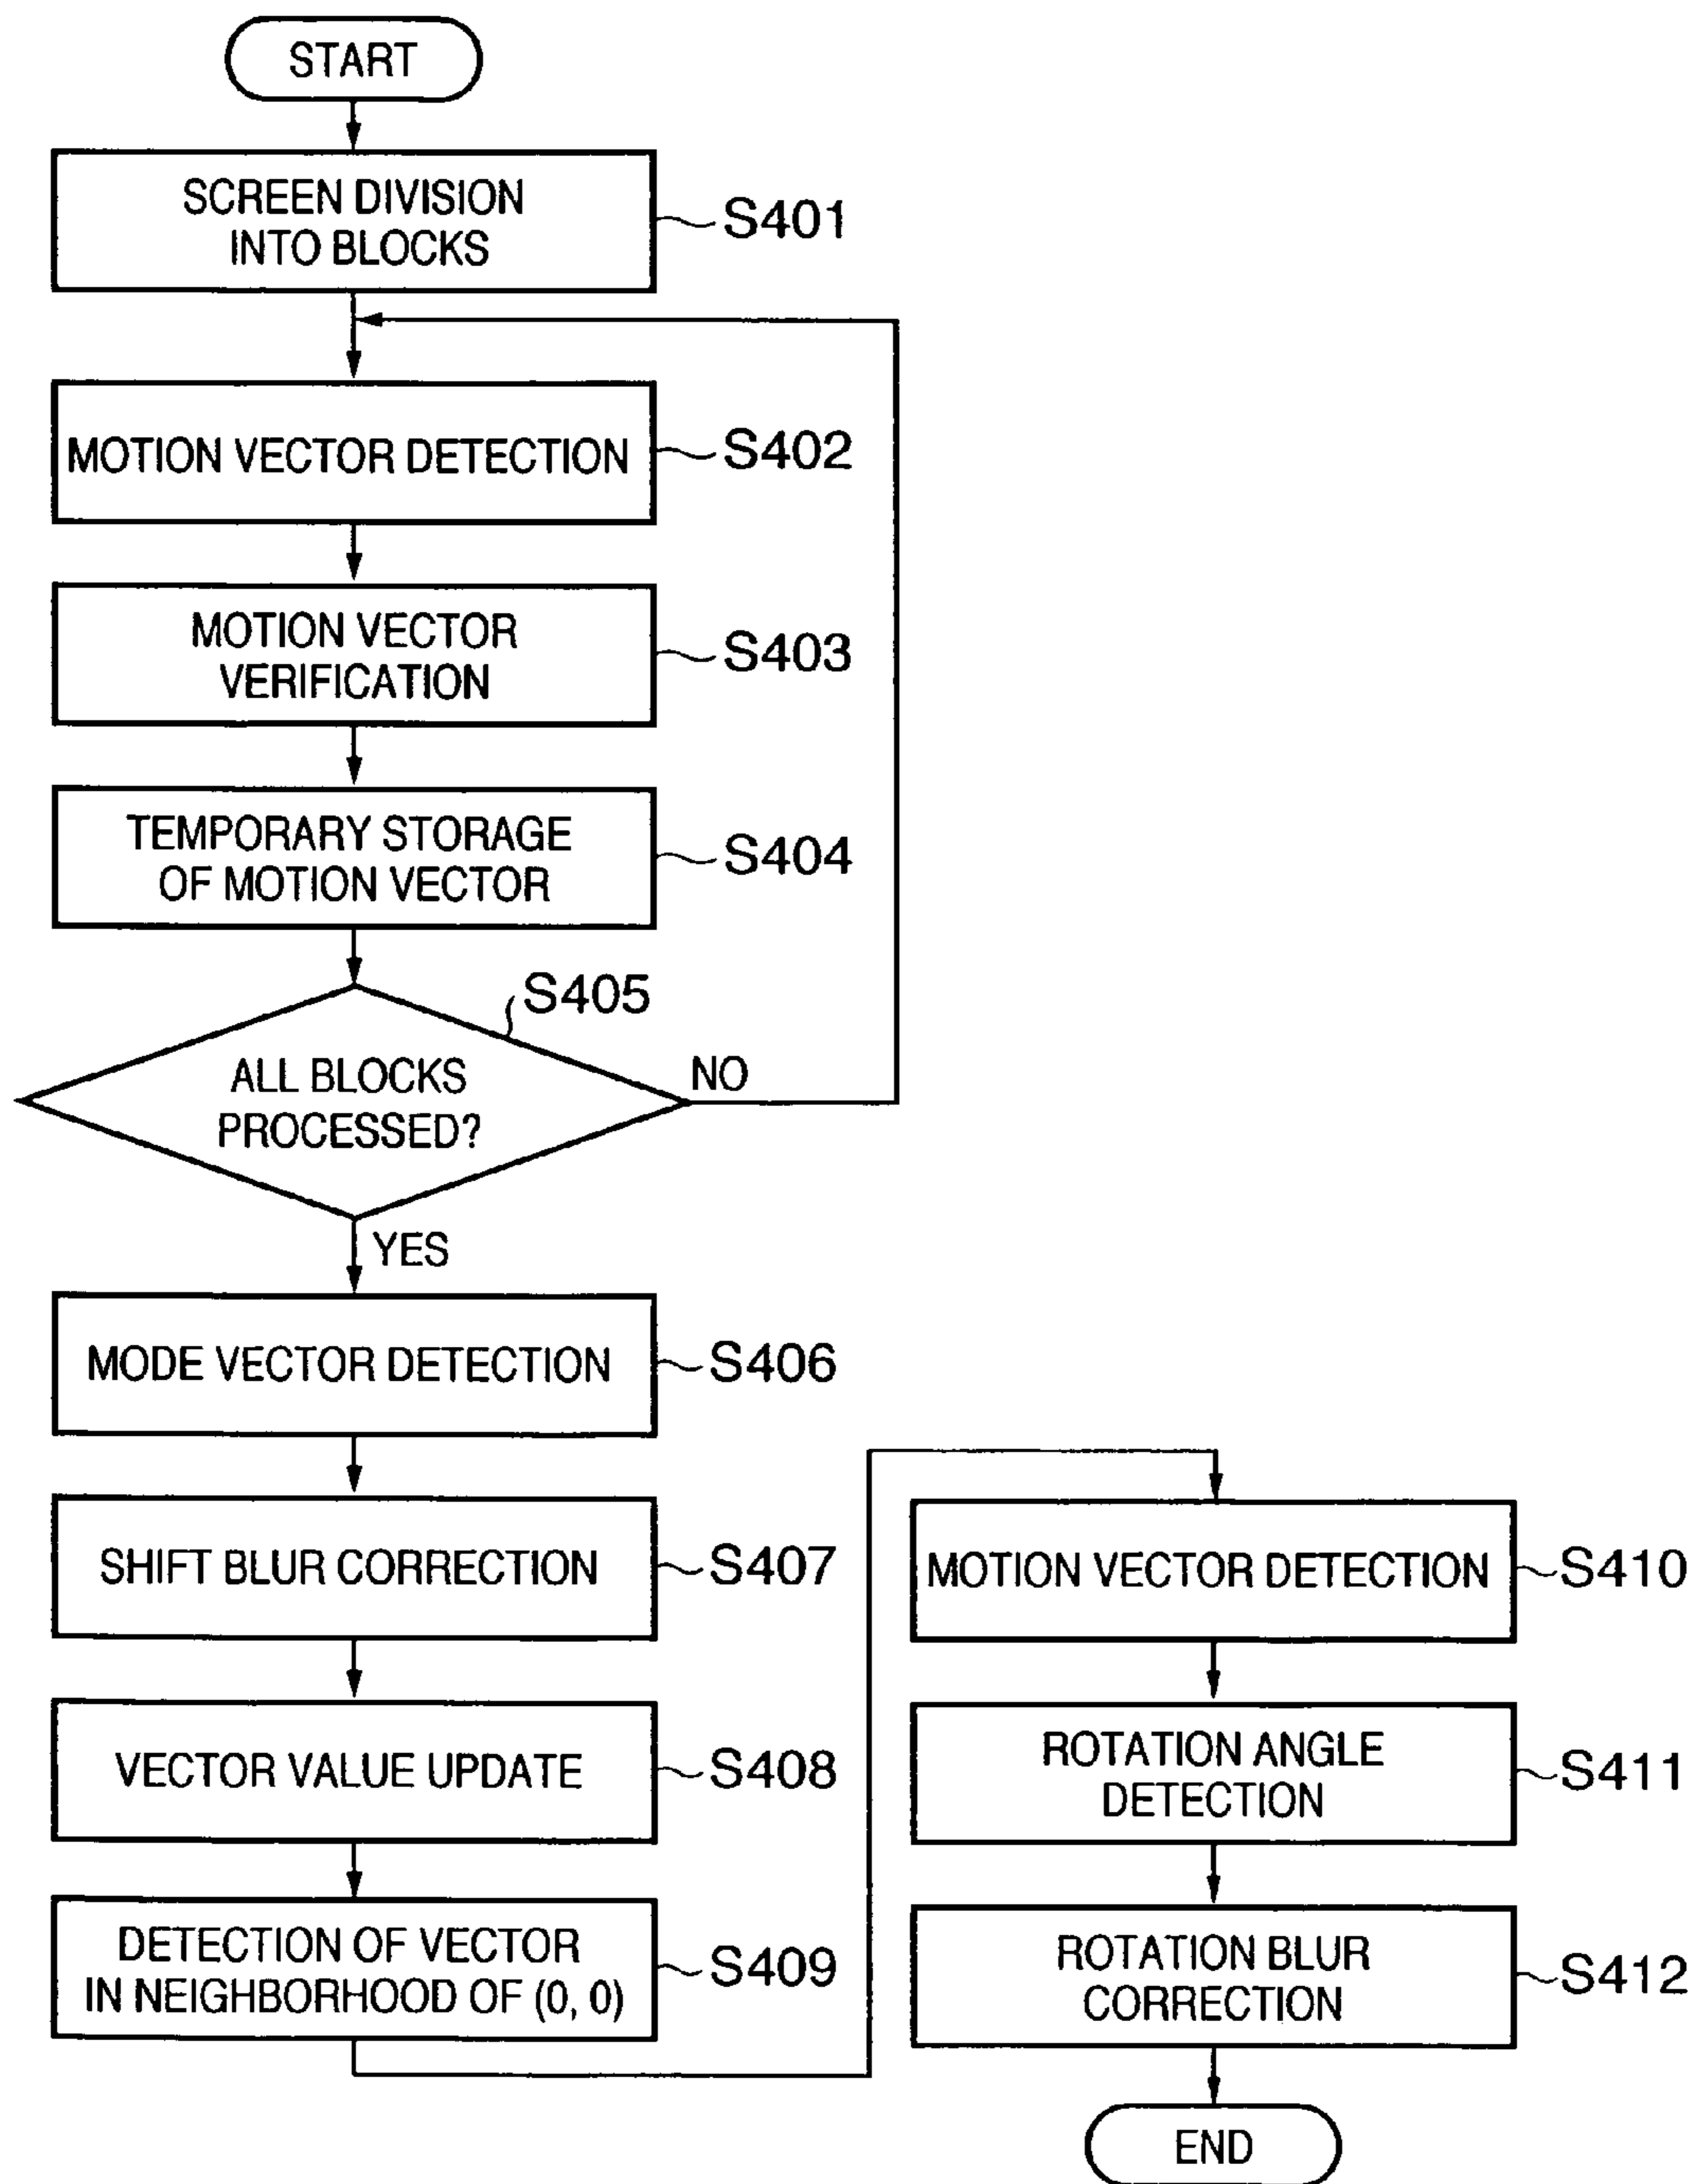 START
SCREEN DIVISION
INTO BLOCKS
S401
MOTION VECTOR DETECTION
S402
MOTION VECTOR
VERIFICATION
S403
TEMPORARY STORAGE
OF MOTION VECTOR
S404
S405
ALL BLOCKS
PROCESSED?
NO
YES
MODE VECTOR DETECTION
S406
SHIFT BLUR CORRECTION
S407
VECTOR VALUE UPDATE
S408
DETECTION OF VECTOR
IN NEIGHBORHOOD OF (0, 0)
S409
MOTION VECTOR DETECTION
S410
ROTATION ANGLE
DETECTION
S411
ROTATION BLUR
CORRECTION
S412
END